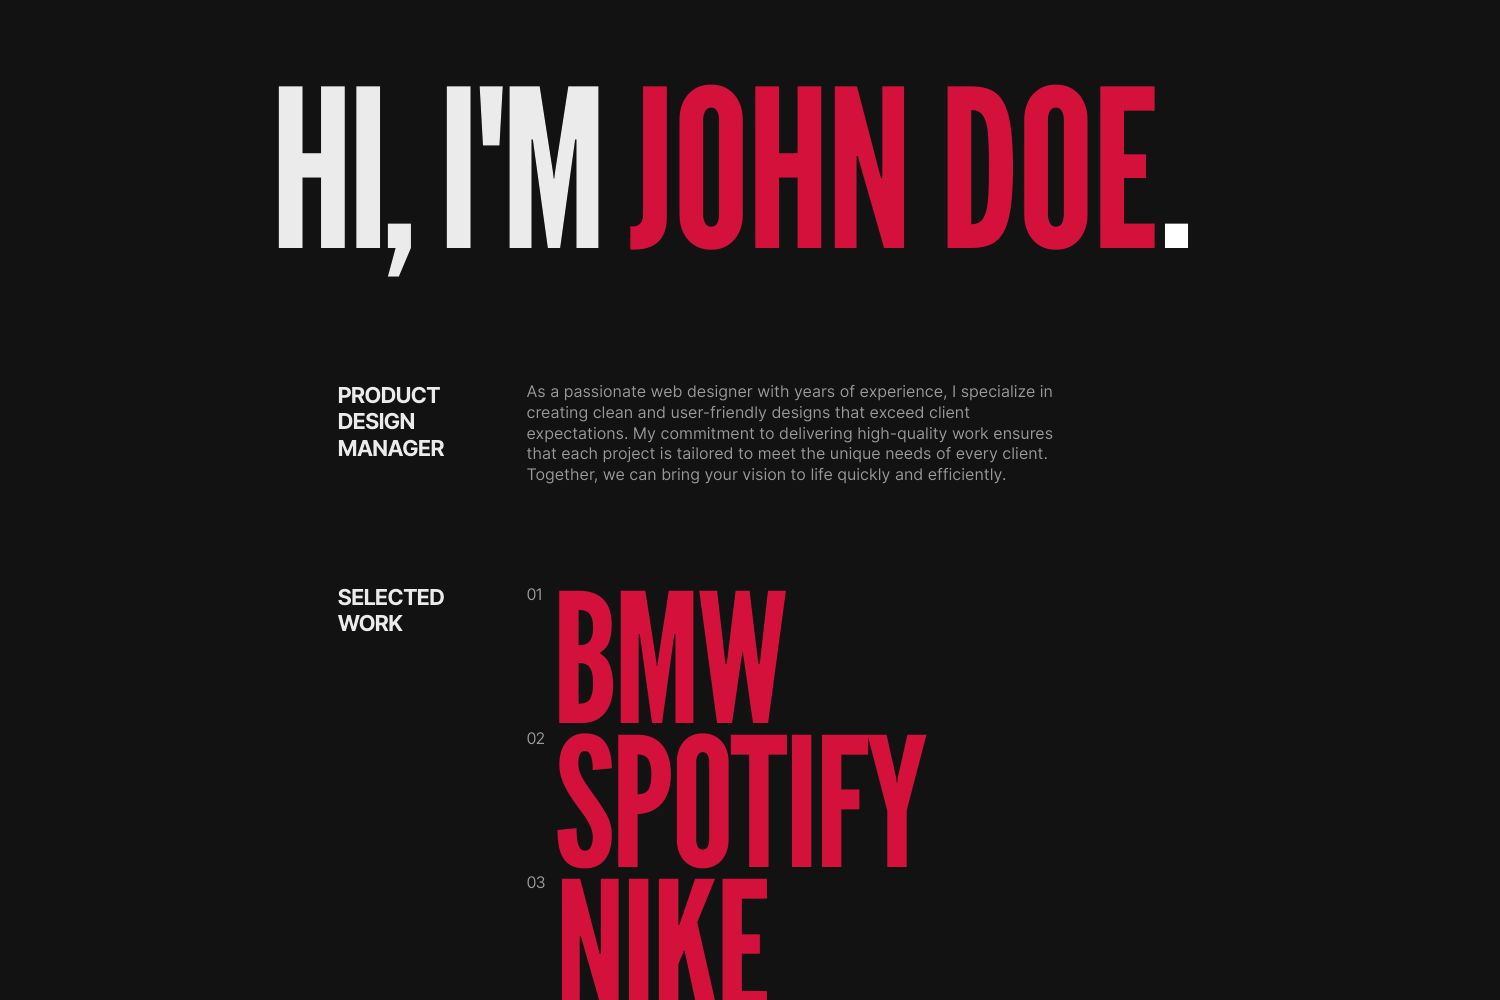 HI, I'M JOHN DOE.
PRODUCT
DESIGN
MANAGER
As a passionate web designer with years of experience, I specialize in
creating clean and user-friendly designs that exceed client
expectations. My commitment to delivering high-quality work ensures
that each project is tailored to meet the unique needs of every client.
Together, we can bring your vision to life quickly and efficiently.
SELECTED
WORK
01 BMW
02 SPOTIFY
03 NIKE